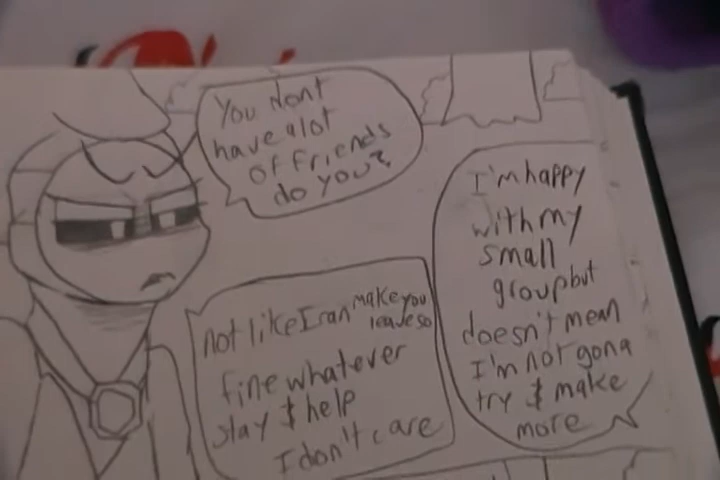 You dont
have alot
of friends
do you?
I'm happy
with my
small
group but
doesn't mean
I'm not gona
try & make
more
not like I can make you
leave so
fine whatever
stay & help
I don't care